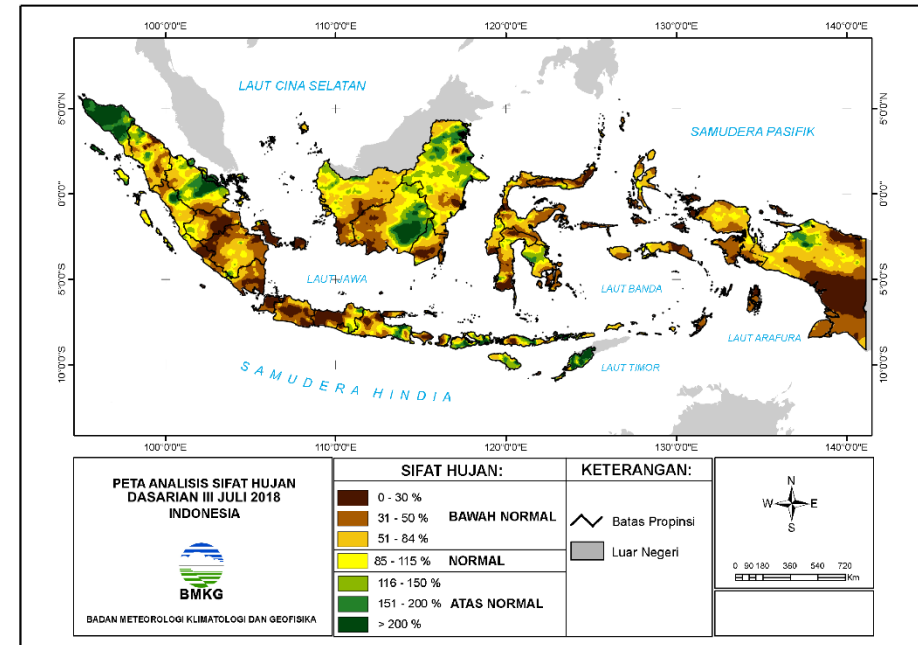 100°0'0"E 110°0'0"E 120°0'0"E 130°0'0"E 140°0'0"E
LAUT CINA SELATAN
5°0'0"N 5°0'0"N
SAMUDERA PASIFIK
0°0'0" 0°0'0"
5°0'0"S LAUT JAWA LAUT BANDA 5°0'0"S
LAUT ARAFURA
10°0'0"S LAUT TIMOR 10°0'0"S
SAMUDERA HINDIA
100°0'0"E 110°0'0"E 120°0'0"E 130°0'0"E 140°0'0"E
PETA ANALISIS SIFAT HUJAN
DASARIAN III JULI 2018
INDONESIA
BMKG
BADAN METEOROLOGI KLIMATOLOGI DAN GEOFISIKA
SIFAT HUJAN:
0 - 30 %
31 - 50 % BAWAH NORMAL
51 - 84 %
85 - 115 % NORMAL
116 - 150 %
151 - 200 % ATAS NORMAL
> 200 %
KETERANGAN:
Batas Propinsi
Luar Negeri
N
W E
S
0 90 180 360 540 720
Km